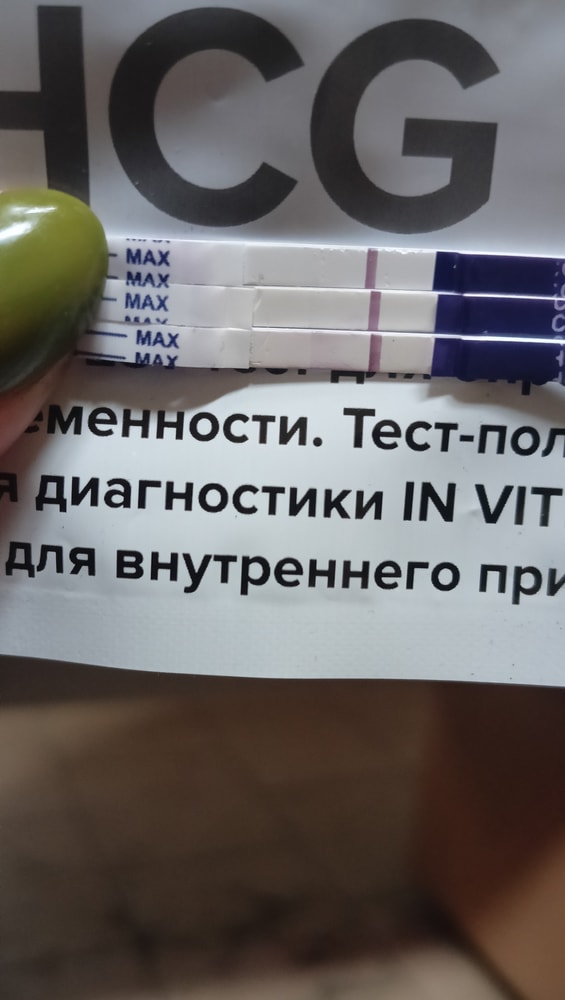 HCG
MAX
MAX
MAX
MAX
MAX
еменности. Тест-пол
я диагностики IN VIT
для внутреннего при